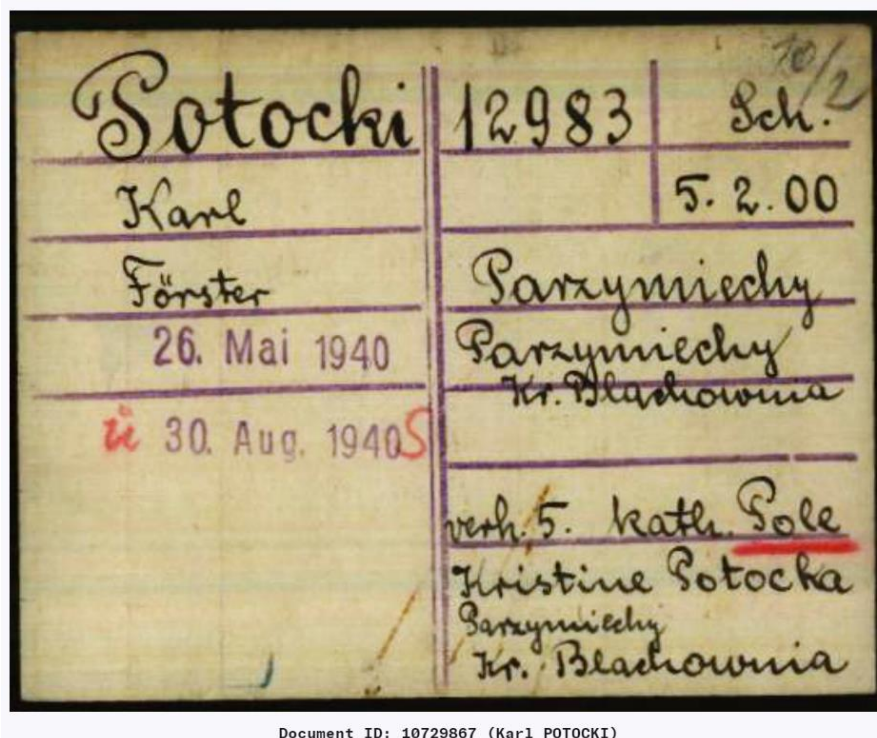 10/2
Potocki 12983 Sch.
Karl 5. 2. 00
Förster Parzymiechy
26. Mai 1940 Parzymiechy
Kr. Blachownia
ü 30. Aug. 1940 S
verh. 5. kath. Pole
Kristine Potocka
Parzymiechy
Kr. Blachownia
Document ID: 10729867 (Karl POTOCKI)